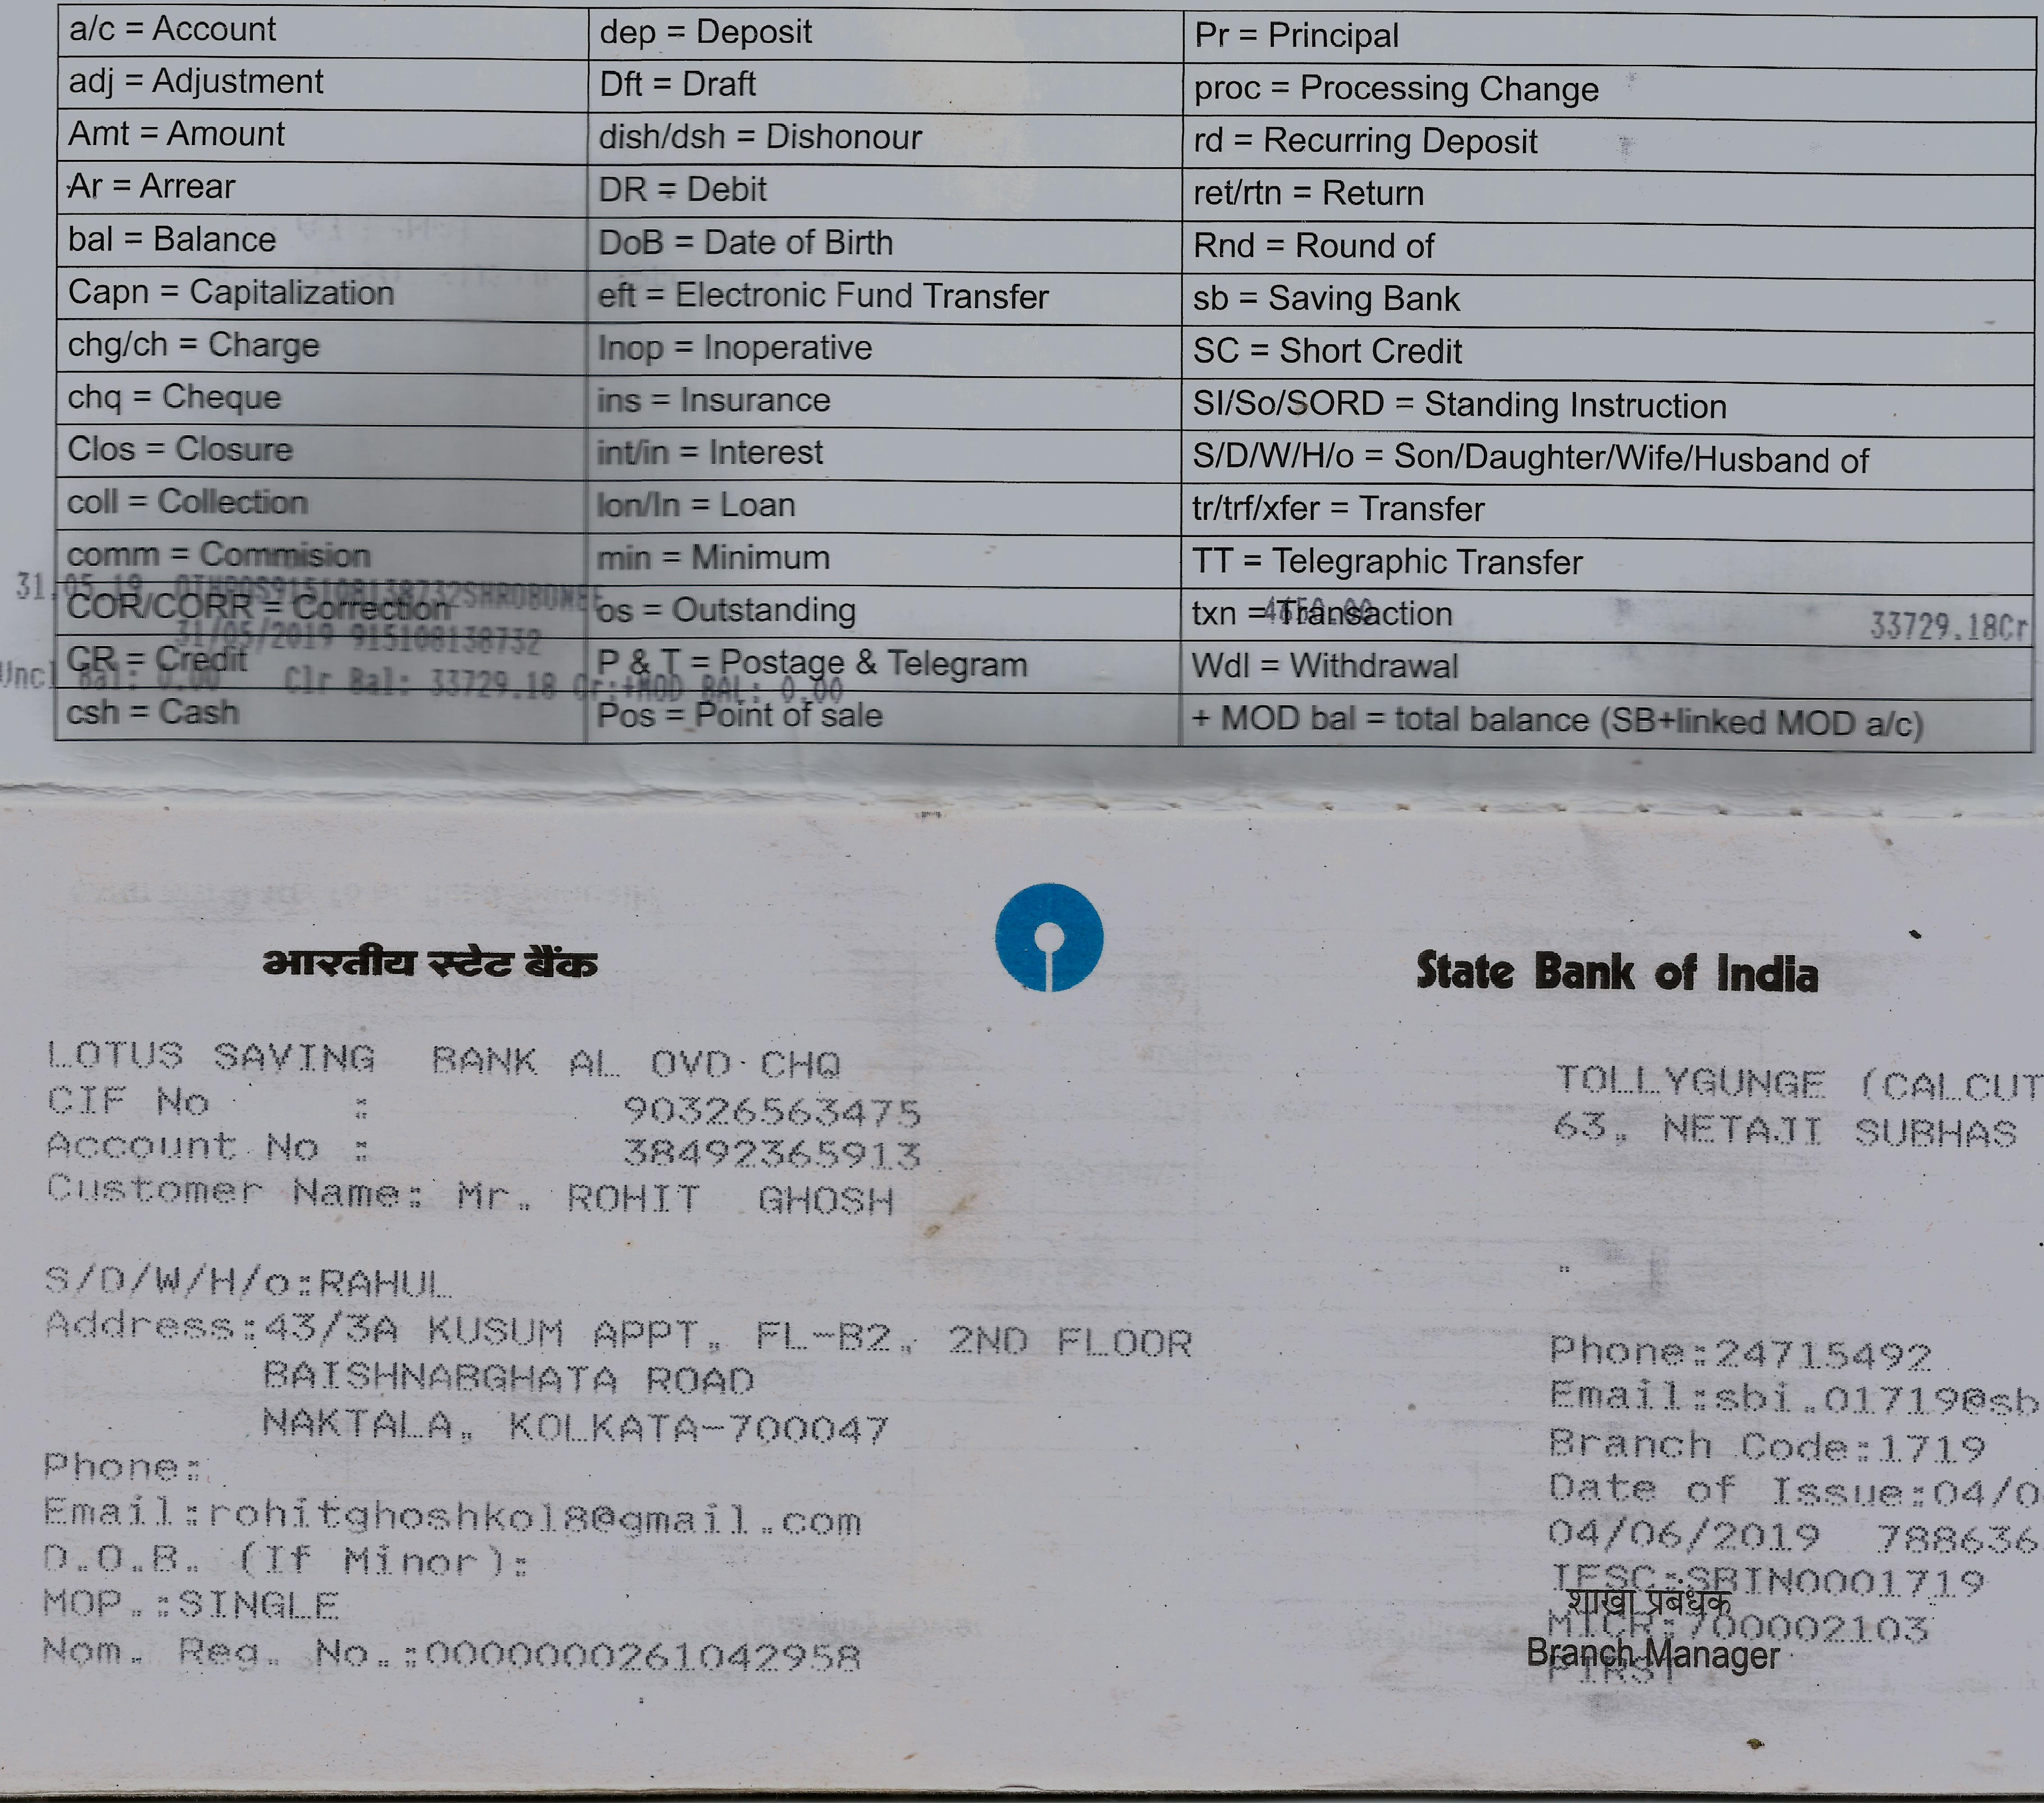 a/c = Account dep = Deposit Pr = Principal
adj = Adjustment Dft = Draft proc = Processing Change
Amt = Amount dish/dsh = Dishonour rd = Recurring Deposit
Ar = Arrear DR = Debit ret/rtn = Return
bal = Balance DoB = Date of Birth Rnd = Round of
Capn = Capitalization eft = Electronic Fund Transfer sb = Saving Bank
chg/ch = Charge Inop = Inoperative SC = Short Credit
chq = Cheque ins = Insurance SI/So/SORD = Standing Instruction
Clos = Closure int/in = Interest S/D/W/H/o = Son/Daughter/Wife/Husband of
coll = Collection lon/ln = Loan tr/trf/xfer = Transfer
comm = Commision min = Minimum TT = Telegraphic Transfer
31.05.19
COR/CORR = Correction os = Outstanding txn = Transaction
4650.00 33729.18Cr
31/05/2019 915108138732
CR = Credit P & T = Postage & Telegram Wdl = Withdrawal
Uncl Bal: 0.00 Clr Bal: 33729.18 Cr;+MOD BAL: 0.00
csh = Cash Pos = Point of sale + MOD bal = total balance (SB+linked MOD a/c)
भारतीय स्टेट बैंक State Bank of India
LOTUS SAVING BANK AL OVD CHQ
CIF No : 90326563475
Account No : 38492365913
Customer Name: Mr. ROHIT GHOSH
S/D/W/H/o:RAHUL
Address:43/3A KUSUM APPT. FL-B2, 2ND FLOOR
BAISHNABGHATA ROAD
NAKTALA, KOLKATA-700047
Phone:
Email:rohitghoshkol8@gmail.com
D.O.B. (If Minor):
MOP.:SINGLE
Nom. Reg. No.:0000000261042958
TOLLYGUNGE (CALCUT
63, NETAJI SUBHAS
Phone:24715492
Email:sbi.01719@sb
Branch Code:1719
Date of Issue:04/0
04/06/2019 788636
IFSC:SBIN0001719
शाखा प्रबंधक
MICR:700002103
Branch Manager
FIRST